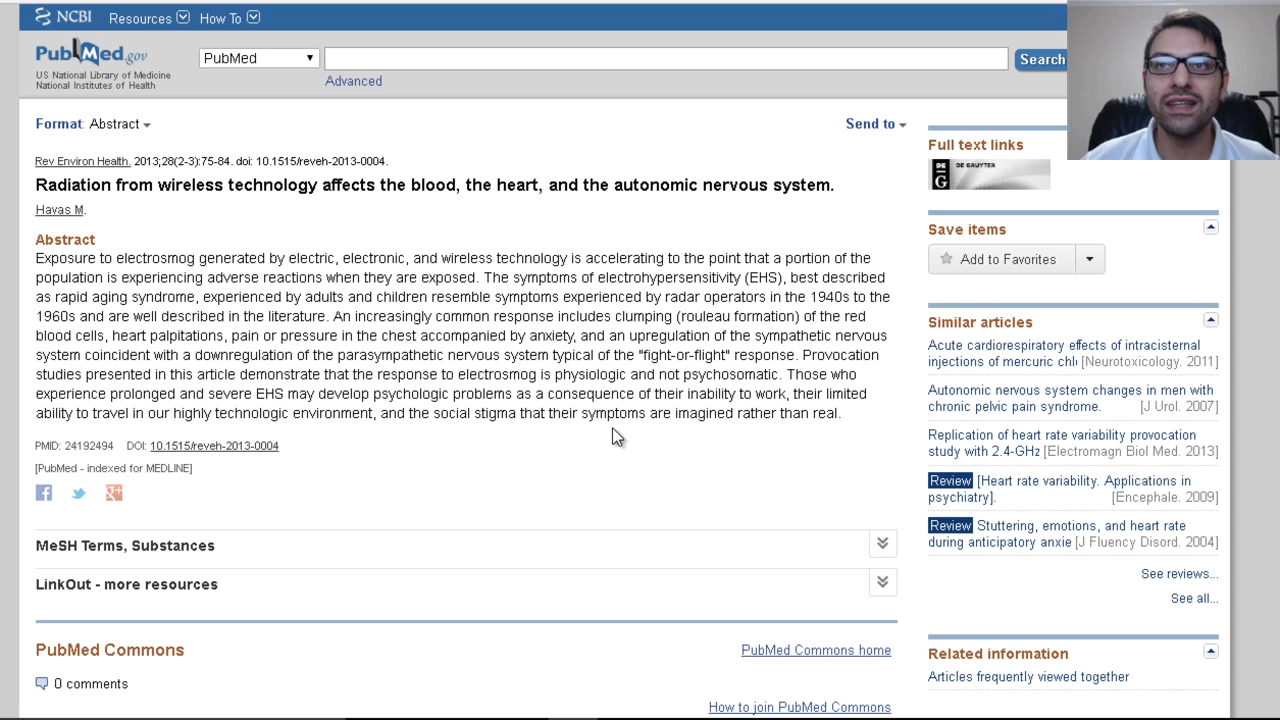 NCBI Resources How To
PubMed.gov
US National Library of Medicine
National Institutes of Health
PubMed
Search
Advanced
Format: Abstract
Send to
Rev Environ Health. 2013;28(2-3):75-84. doi: 10.1515/reveh-2013-0004.
Radiation from wireless technology affects the blood, the heart, and the autonomic nervous system.
Havas M.
Abstract
Exposure to electrosmog generated by electric, electronic, and wireless technology is accelerating to the point that a portion of the
population is experiencing adverse reactions when they are exposed. The symptoms of electrohypersensitivity (EHS), best described
as rapid aging syndrome, experienced by adults and children resemble symptoms experienced by radar operators in the 1940s to the
1960s and are well described in the literature. An increasingly common response includes clumping (rouleau formation) of the red
blood cells, heart palpitations, pain or pressure in the chest accompanied by anxiety, and an upregulation of the sympathetic nervous
system coincident with a downregulation of the parasympathetic nervous system typical of the "fight-or-flight" response. Provocation
studies presented in this article demonstrate that the response to electrosmog is physiologic and not psychosomatic. Those who
experience prolonged and severe EHS may develop psychologic problems as a consequence of their inability to work, their limited
ability to travel in our highly technologic environment, and the social stigma that their symptoms are imagined rather than real.
PMID: 24192494 DOI: 10.1515/reveh-2013-0004
[PubMed - indexed for MEDLINE]
MeSH Terms, Substances
LinkOut - more resources
PubMed Commons
PubMed Commons home
0 comments
How to join PubMed Commons
Full text links
DE G DE GRUYTER
Save items
Add to Favorites
Similar articles
Acute cardiorespiratory effects of intracisternal
injections of mercuric chl [Neurotoxicology. 2011]
Autonomic nervous system changes in men with
chronic pelvic pain syndrome. [J Urol. 2007]
Replication of heart rate variability provocation
study with 2.4-GHz [Electromagn Biol Med. 2013]
Review [Heart rate variability. Applications in
psychiatry]. [Encephale. 2009]
Review Stuttering, emotions, and heart rate
during anticipatory anxie [J Fluency Disord. 2004]
See reviews...
See all...
Related information
Articles frequently viewed together